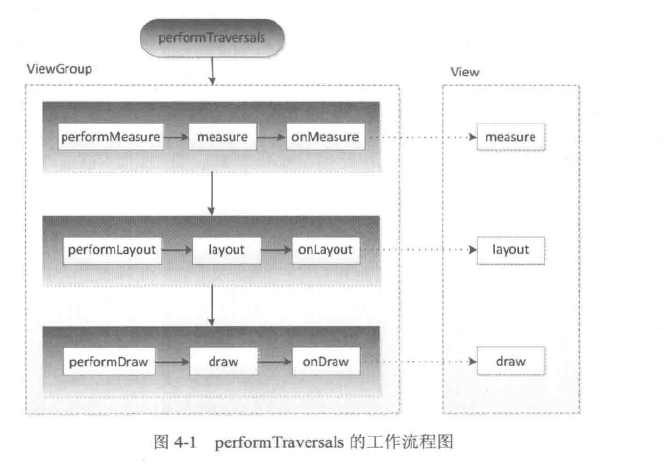 performTraversals
ViewGroup
View
performMeasure measure onMeasure measure
performLayout layout onLayout layout
performDraw draw onDraw draw
图 4-1 performTraversals 的工作流程图